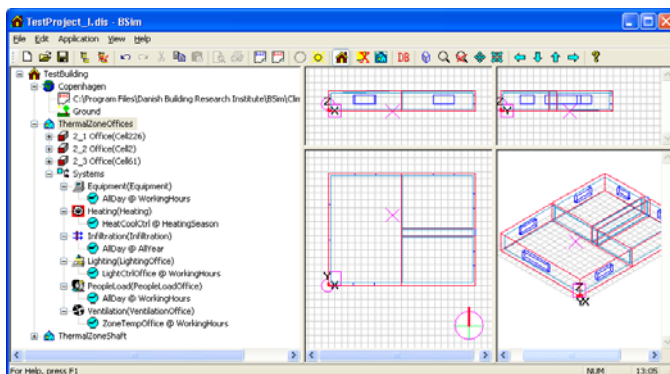 TestProject_I.dis - BSim
File Edit Application View Help
DB
TestBuilding
Copenhagen
C:\Program Files\Danish Building Research Institute\BSim\Clim
Ground
ThermalZoneOffices
2_1 Office(Cell226)
2_2 Office(Cell2)
2_3 Office(Cell61)
Systems
Equipment(Equipment)
AllDay @ WorkingHours
Heating(Heating)
HeatCoolCtrl @ HeatingSeason
Infiltration(Infiltration)
AllDay @ AllYear
Lighting(LightingOffice)
LightCtrlOffice @ WorkingHours
PeopleLoad(PeopleLoadOffice)
AllDay @ WorkingHours
Ventilation(VentilationOffice)
ZoneTempOffice @ WorkingHours
ThermalZoneShaft
Z
X
Z
Y
Y
X
Z
YX
For Help, press F1
NUM
13:05